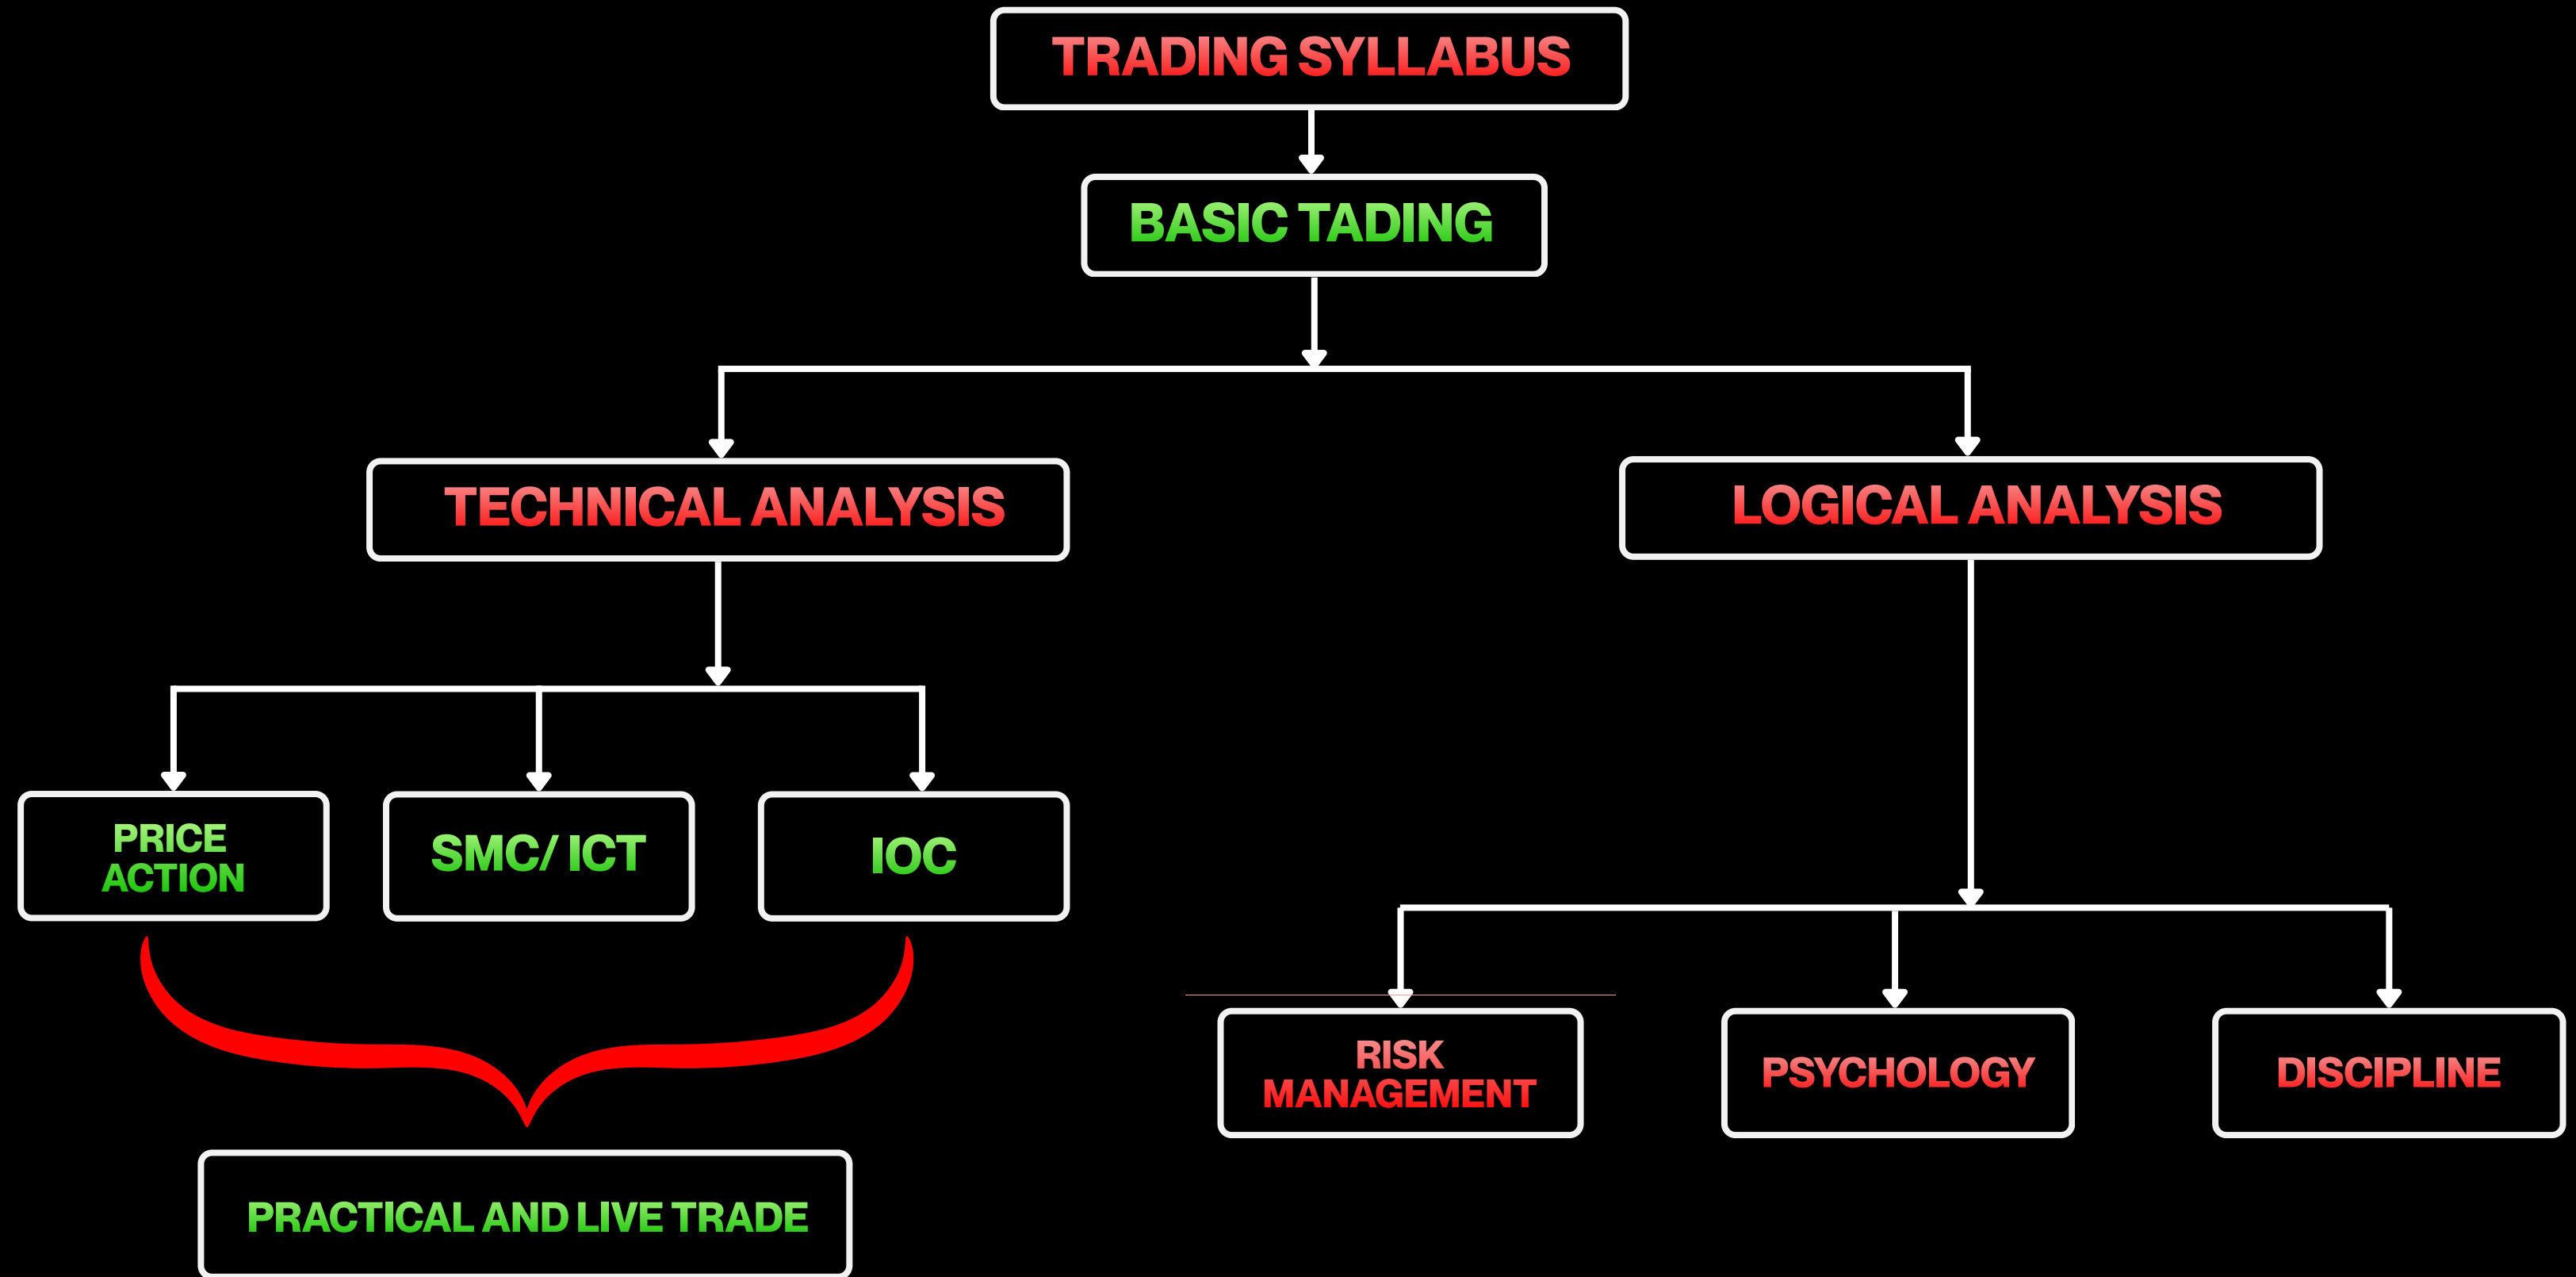 TRADING SYLLABUS
BASIC TADING
TECHNICAL ANALYSIS
LOGICAL ANALYSIS
PRICE
ACTION
SMC/ ICT
IOC
RISK
MANAGEMENT
PSYCHOLOGY
DISCIPLINE
PRACTICAL AND LIVE TRADE